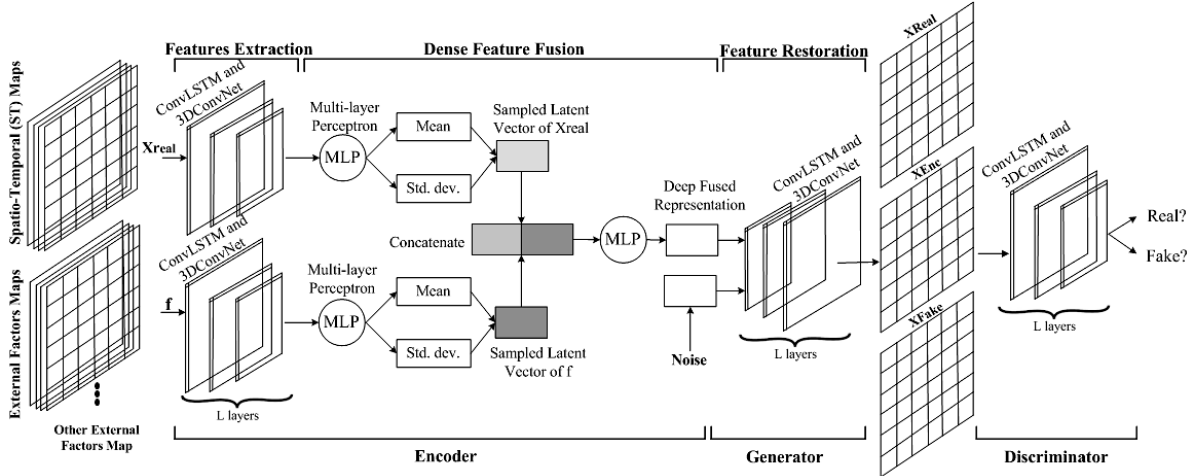 Features Extraction
Dense Feature Fusion
Feature Restoration
Spatio-Temporal (ST) Maps
Xreal
ConvLSTM and
3DConvNet
Multi-layer
Perceptron
MLP
Mean
Std. dev.
Sampled Latent
Vector of Xreal
Concatenate
MLP
Deep Fused
Representation
ConvLSTM and
3DConvNet
L layers
Noise
External Factors Maps
f
ConvLSTM and
3DConvNet
L layers
Multi-layer
Perceptron
MLP
Mean
Std. dev.
Sampled Latent
Vector of f
Other External
Factors Map
XReal
XEnc
XFake
ConvLSTM and
3DConvNet
L layers
Real?
Fake?
Encoder
Generator
Discriminator